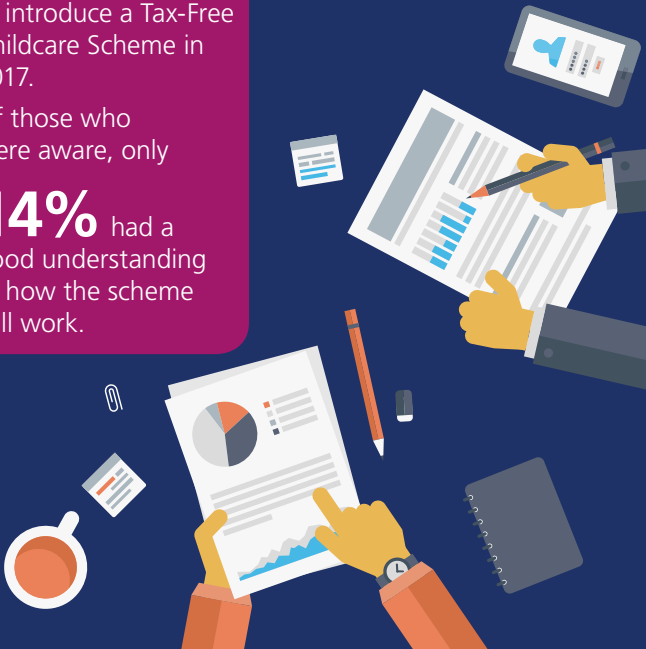 introduce a Tax-Free
hildcare Scheme in
017.
f those who
ere aware, only
14% had a
ood understanding
how the scheme
ll work.